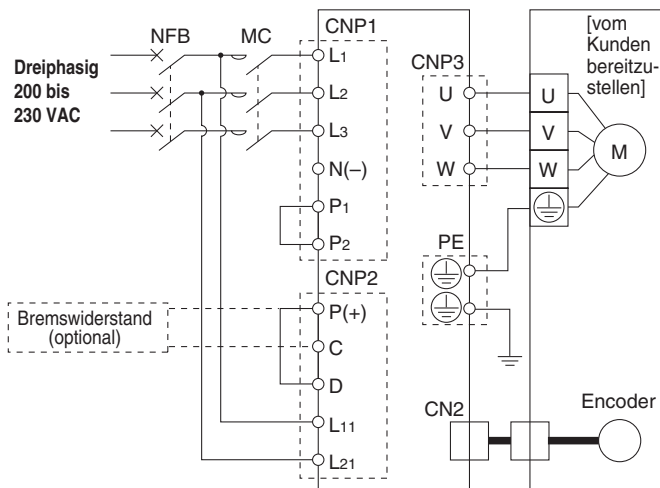 NFB
MC
CNP1
Dreiphasig
200 bis
230 VAC
L1
L2
L3
N(–)
P1
P2
CNP2
Bremswiderstand
(optional)
P(+)
C
D
L11
L21
CNP3
U
V
W
PE
CN2
[vom
Kunden
bereitzu-
stellen]
U
V
W
M
Encoder